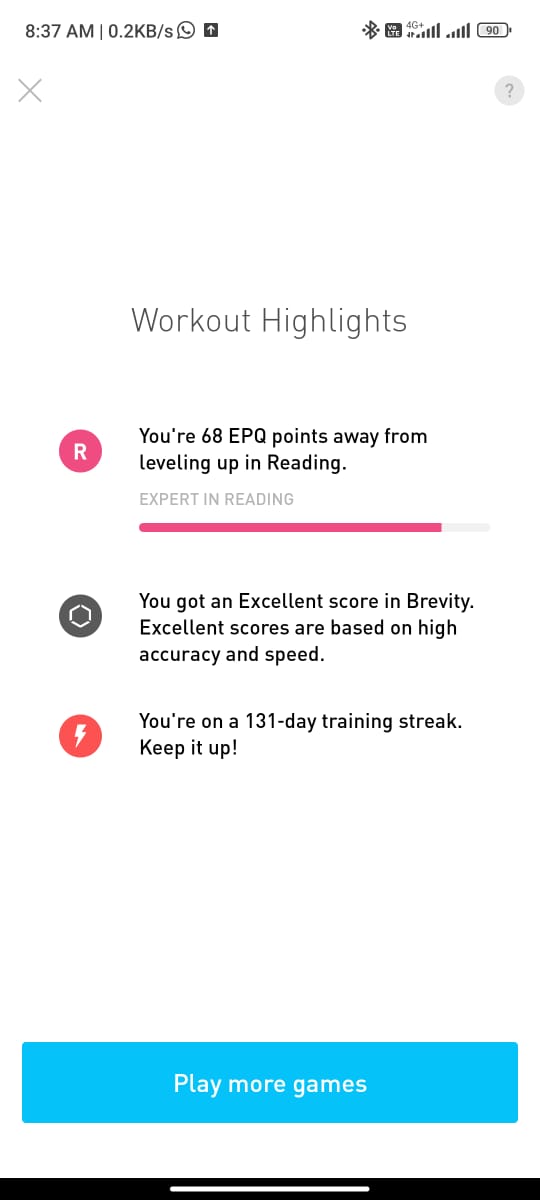 8:37 AM | 0.2KB/s
Vo LTE 4G+ 90
?
Workout Highlights
R
You're 68 EPQ points away from
leveling up in Reading.
EXPERT IN READING
You got an Excellent score in Brevity.
Excellent scores are based on high
accuracy and speed.
You're on a 131-day training streak.
Keep it up!
Play more games